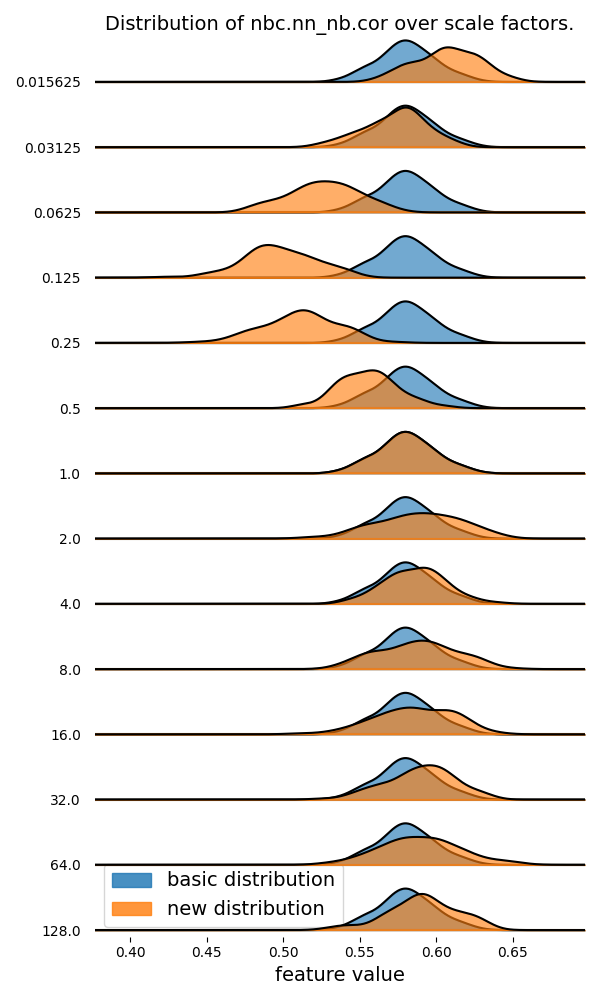 Distribution of nbc.nn_nb.cor over scale factors.
0.015625
0.03125
0.0625
0.125
0.25
0.5
1.0
2.0
4.0
8.0
16.0
32.0
64.0
basic distribution
new distribution
128.0
0.40 0.45 0.50 0.55 0.60 0.65
feature value